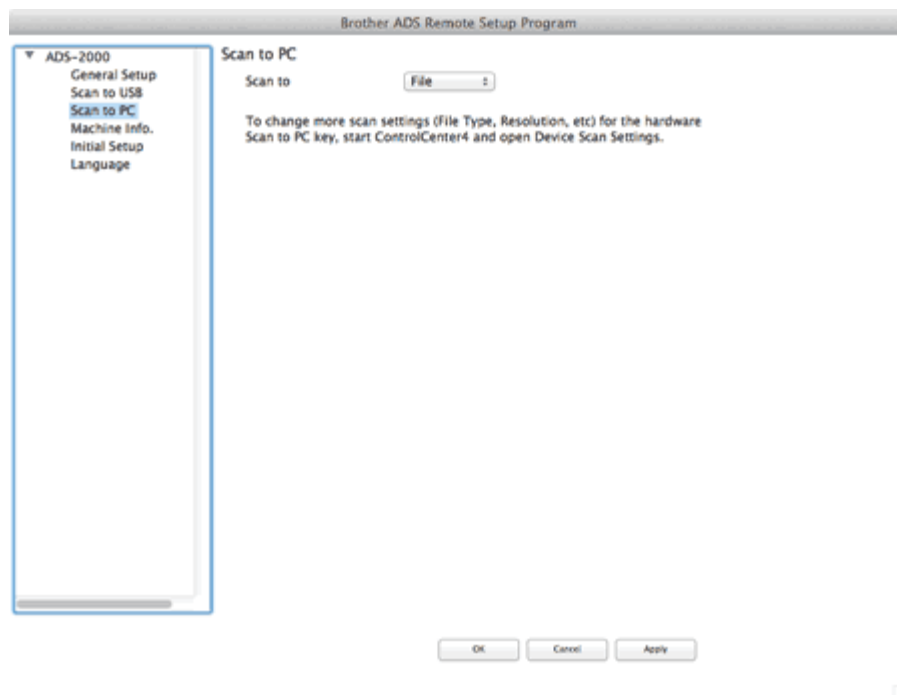 Brother ADS Remote Setup Program
ADS-2000
General Setup
Scan to USB
Scan to PC
Machine Info.
Initial Setup
Language
Scan to PC
Scan to File
To change more scan settings (File Type, Resolution, etc) for the hardware
Scan to PC key, start ControlCenter4 and open Device Scan Settings.
OK Cancel Apply